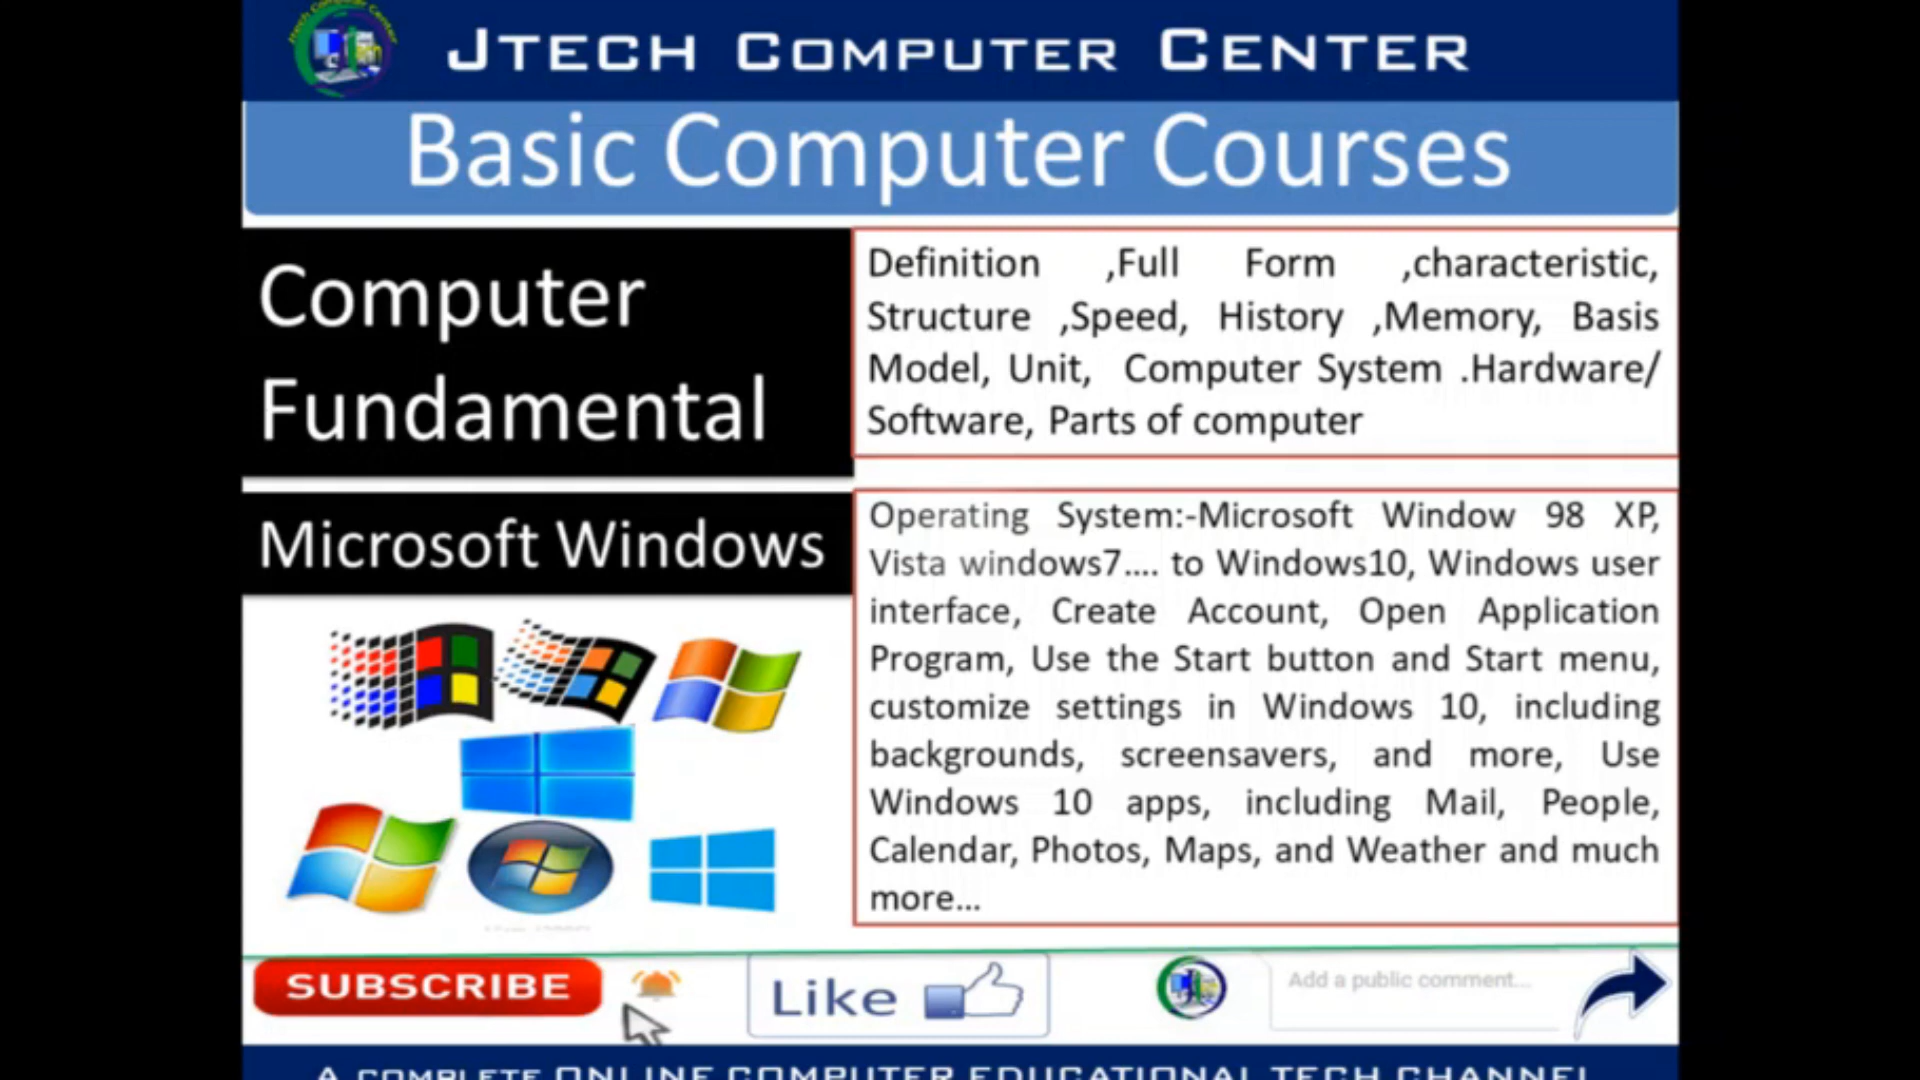 JTECH COMPUTER CENTER
Basic Computer Courses
Computer
Fundamental
Definition ,Full Form ,characteristic,
Structure ,Speed, History ,Memory, Basis
Model, Unit, Computer System .Hardware/
Software, Parts of computer
Microsoft Windows
Operating System:-Microsoft Window 98 XP,
Vista windows7.... to Windows10, Windows user
interface, Create Account, Open Application
Program, Use the Start button and Start menu,
customize settings in Windows 10, including
backgrounds, screensavers, and more, Use
Windows 10 apps, including Mail, People,
Calendar, Photos, Maps, and Weather and much
more...
SUBSCRIBE
Like
Add a public comment...
A COMPLETE ONLINE COMPUTER EDUCATIONAL TECH CHANNEL